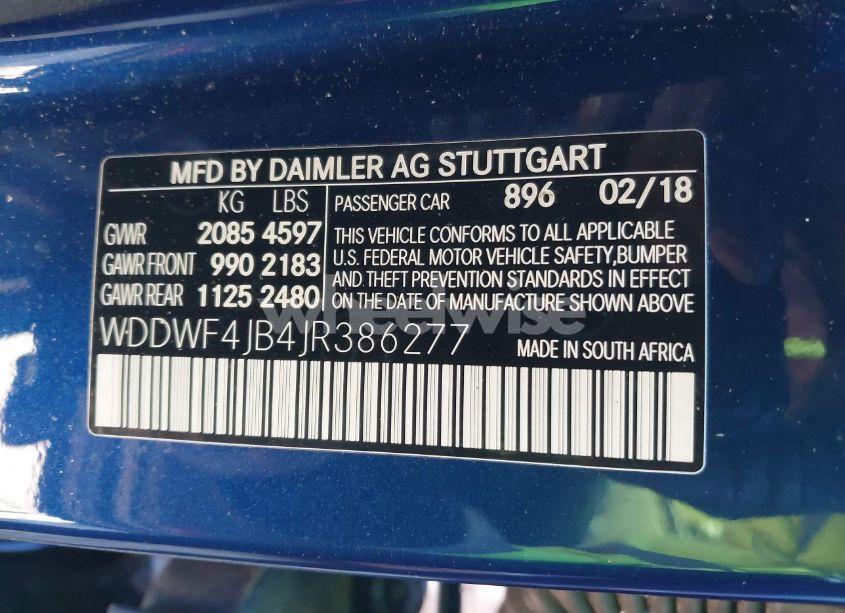 MFD BY DAIMLER AG STUTTGART
KG LBS
GWR 2085 4597
GAWR FRONT 990 2183
GAWR REAR 1125 2480
PASSENGER CAR 896 02/18
THIS VEHICLE CONFORMS TO ALL APPLICABLE
U.S. FEDERAL MOTOR VEHICLE SAFETY,BUMPER
AND THEFT PREVENTION STANDARDS IN EFFECT
ON THE DATE OF MANUFACTURE SHOWN ABOVE
WDDWF4JB4JR386277
MADE IN SOUTH AFRICA
wheelwise